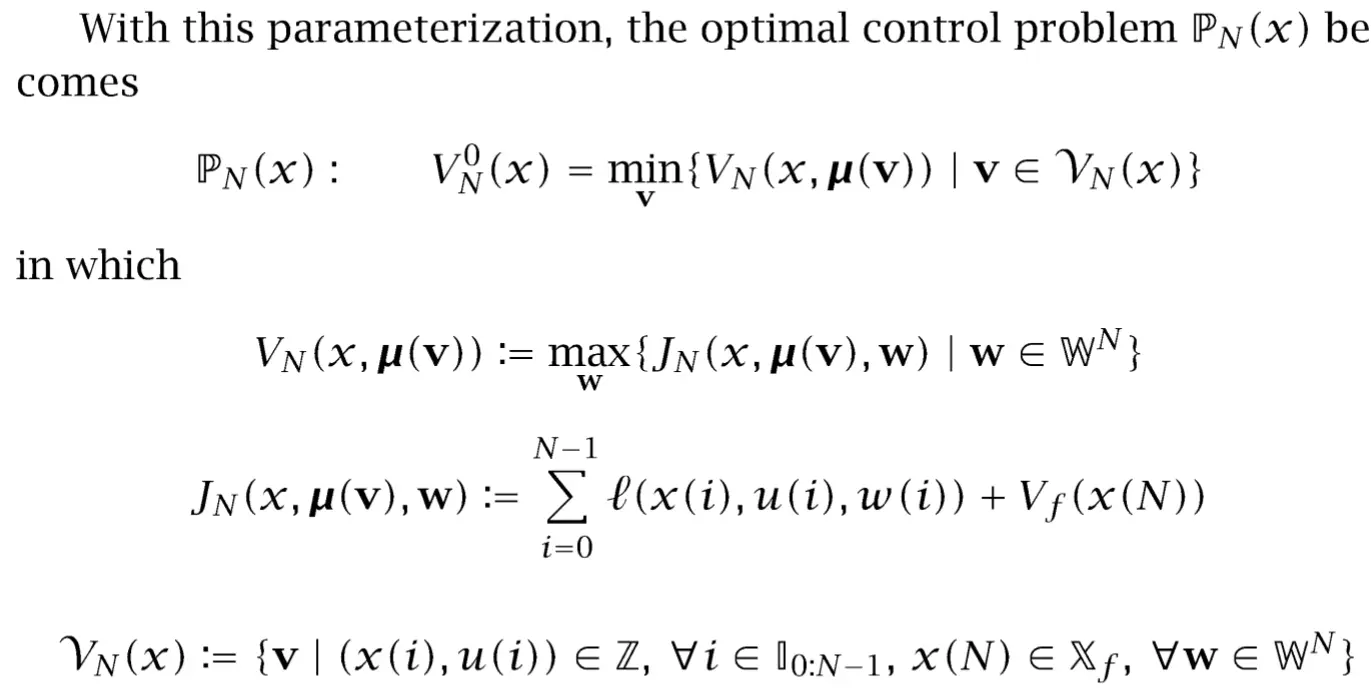 With this parameterization, the optimal control problem ℙ_N(x) be
comes
ℙ_N(x) : V_N^0(x) = min_𝐯{V_N(x, 𝛍(𝐯)) | 𝐯 ∈ 𝒱_N(x)}
in which
V_N(x, 𝛍(𝐯)) := max_𝐰{J_N(x, 𝛍(𝐯), 𝐰) | 𝐰 ∈ 𝕎^N}
J_N(x, 𝛍(𝐯), 𝐰) := ∑_{i=0}^{N−1} ℓ(x(i), u(i), w(i)) + V_f(x(N))
𝒱_N(x) := {𝐯 | (x(i), u(i)) ∈ ℤ, ∀i ∈ 𝕀_{0:N−1}, x(N) ∈ 𝕏_f, ∀𝐰 ∈ 𝕎^N}